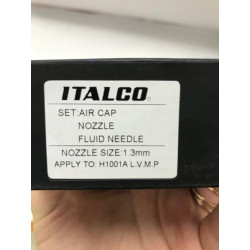 ITALCO®
SET:AIR CAP
NOZZLE
FLUID NEEDLE
NOZZLE SIZE:1.3mm
APPLY TO: H1001A L.V.M.P